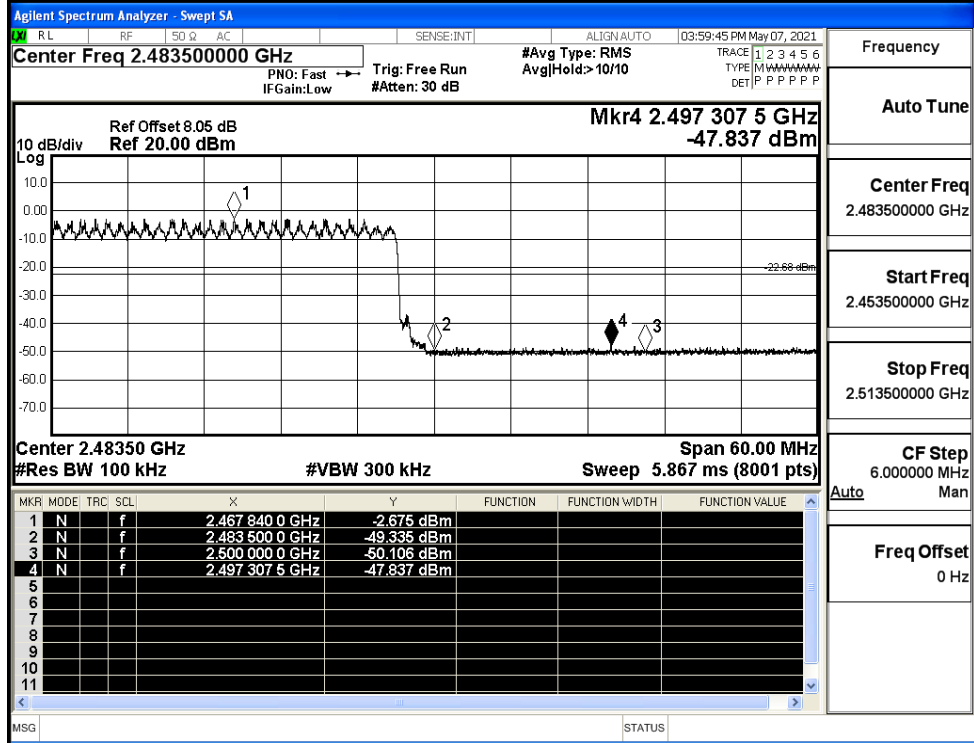 Agilent Spectrum Analyzer - Swept SA
LXI RL RF 50 Ω AC SENSE:INT ALIGN AUTO 03:59:45 PM May 07, 2021
Center Freq 2.483500000 GHz
PNO: Fast
IFGain:Low
Trig: Free Run
#Atten: 30 dB
#Avg Type: RMS
Avg|Hold:>10/10
TRACE 1 2 3 4 5 6
TYPE M W W W W W
DET P P P P P P
Frequency
Auto Tune
Center Freq
2.483500000 GHz
Start Freq
2.453500000 GHz
Stop Freq
2.513500000 GHz
CF Step
6.000000 MHz
Auto Man
Freq Offset
0 Hz
Mkr4 2.497 307 5 GHz
-47.837 dBm
Ref Offset 8.05 dB
10 dB/div Ref 20.00 dBm
Log
10.0
0.00
-10.0
-20.0
-30.0
-40.0
-50.0
-60.0
-70.0
1
2
4
3
-22.68 dBm
Center 2.48350 GHz Span 60.00 MHz
#Res BW 100 kHz #VBW 300 kHz Sweep 5.867 ms (8001 pts)
MKR MODE TRC SCL X Y FUNCTION FUNCTION WIDTH FUNCTION VALUE
1 N f 2.467 840 0 GHz -2.675 dBm
2 N f 2.483 500 0 GHz -49.335 dBm
3 N f 2.500 000 0 GHz -50.106 dBm
4 N f 2.497 307 5 GHz -47.837 dBm
5
6
7
8
9
10
11
MSG STATUS